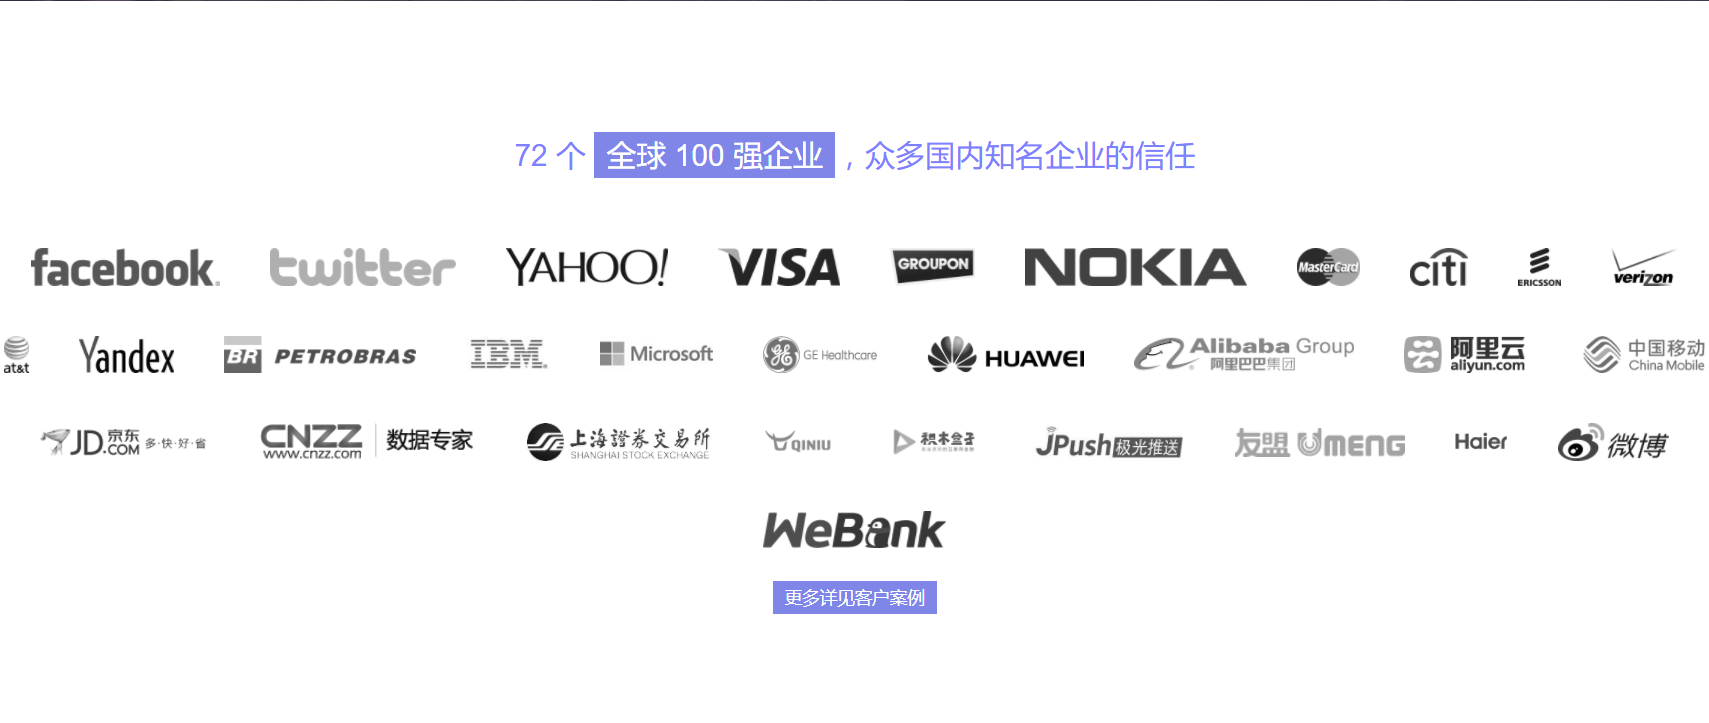 72 个 全球 100 强企业 ，众多国内知名企业的信任
facebook. twitter YAHOO! VISA GROUPON NOKIA MasterCard citi ERICSSON verizon
at&t Yandex BR PETROBRAS IBM® Microsoft GE Healthcare HUAWEI Alibaba Group 阿里巴巴集团 阿里云 aliyun.com 中国移动 China Mobile
JD.COM 京东 多·快·好·省 CNZZ www.cnzz.com 数据专家 上海證券交易所 SHANGHAI STOCK EXCHANGE QINIU 积木盒子 JPush 极光推送 友盟 UMENG Haier 微博
WeBank
更多详见客户案例